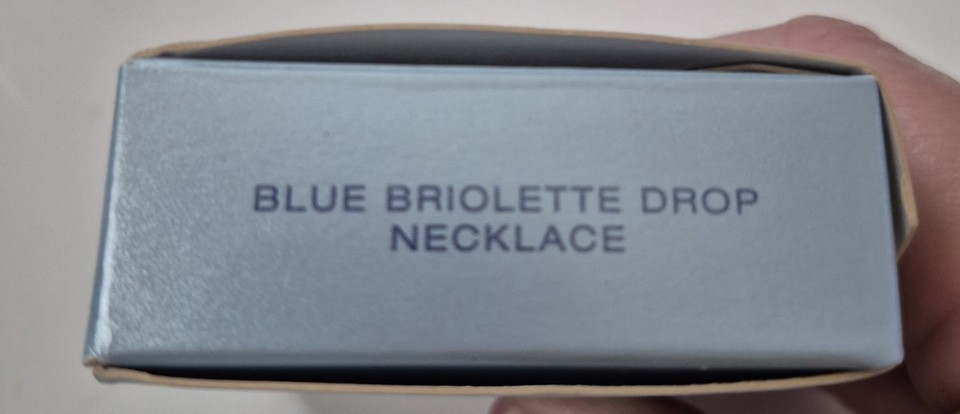 BLUE BRIOLETTE DROP
NECKLACE